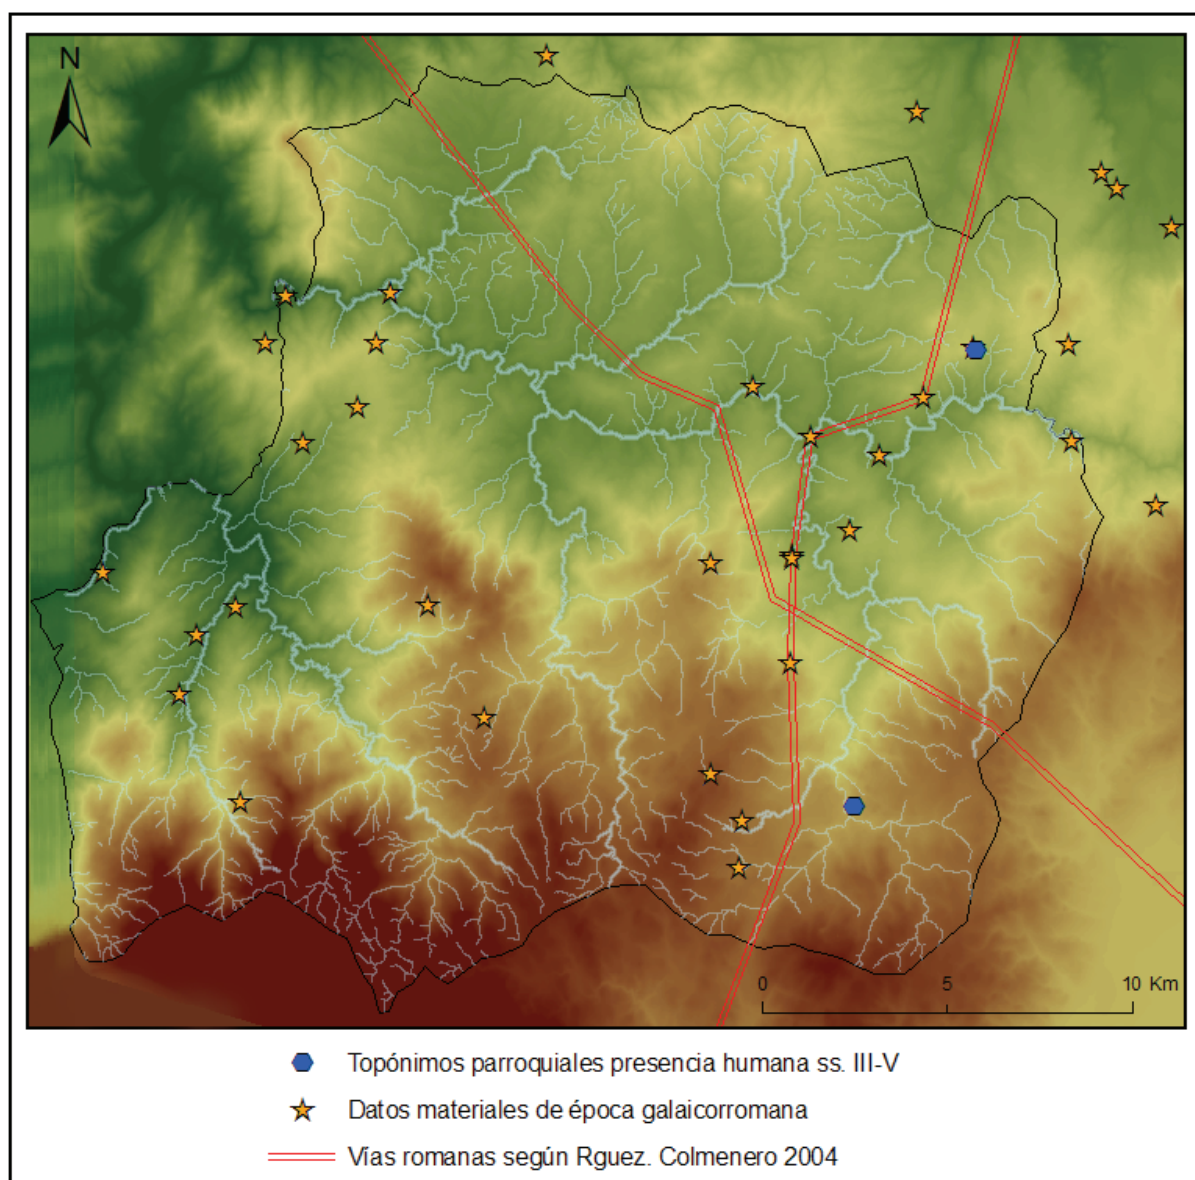 N
0 5 10 Km
Topónimos parroquiales presencia humana ss. III-V
Datos materiales de época galaicorromana
Vías romanas según Rguez. Colmenero 2004